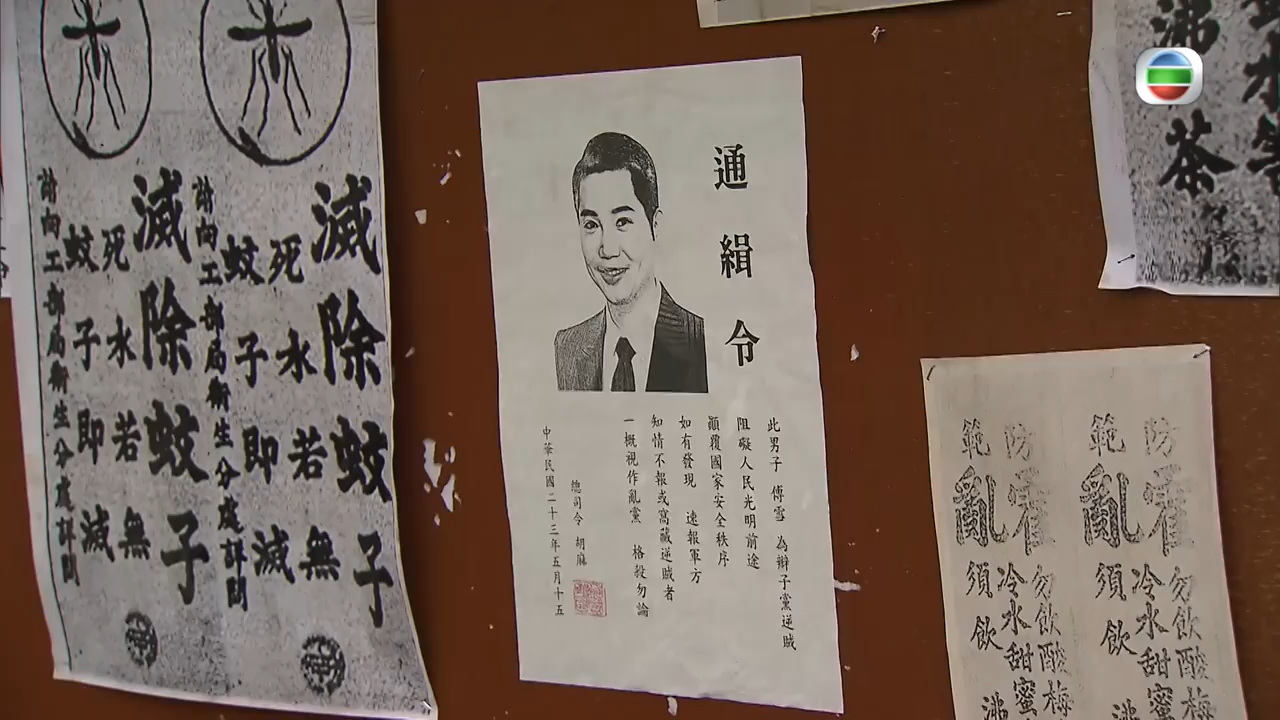 滅除蚊子
死水若無
蚊子即滅
請向工部局衛生分處詳詢
滅除蚊子
死水若無
蚊子即滅
請向工部局衛生分處詳詢
通緝令
此男子 傅雪 為辮子黨逆賊
阻礙人民光明前途
顛覆國家安全秩序
如有發現 速報軍方
知情不報或窩藏逆賊者
一概視作亂黨 格殺勿論
總司令 胡麻
中華民國二十三年五月十五
沸茶
防範
霍亂
勿飲酸梅
冷水甜蜜
須飲沸
防範
霍亂
勿飲酸梅
冷水甜蜜
須飲沸